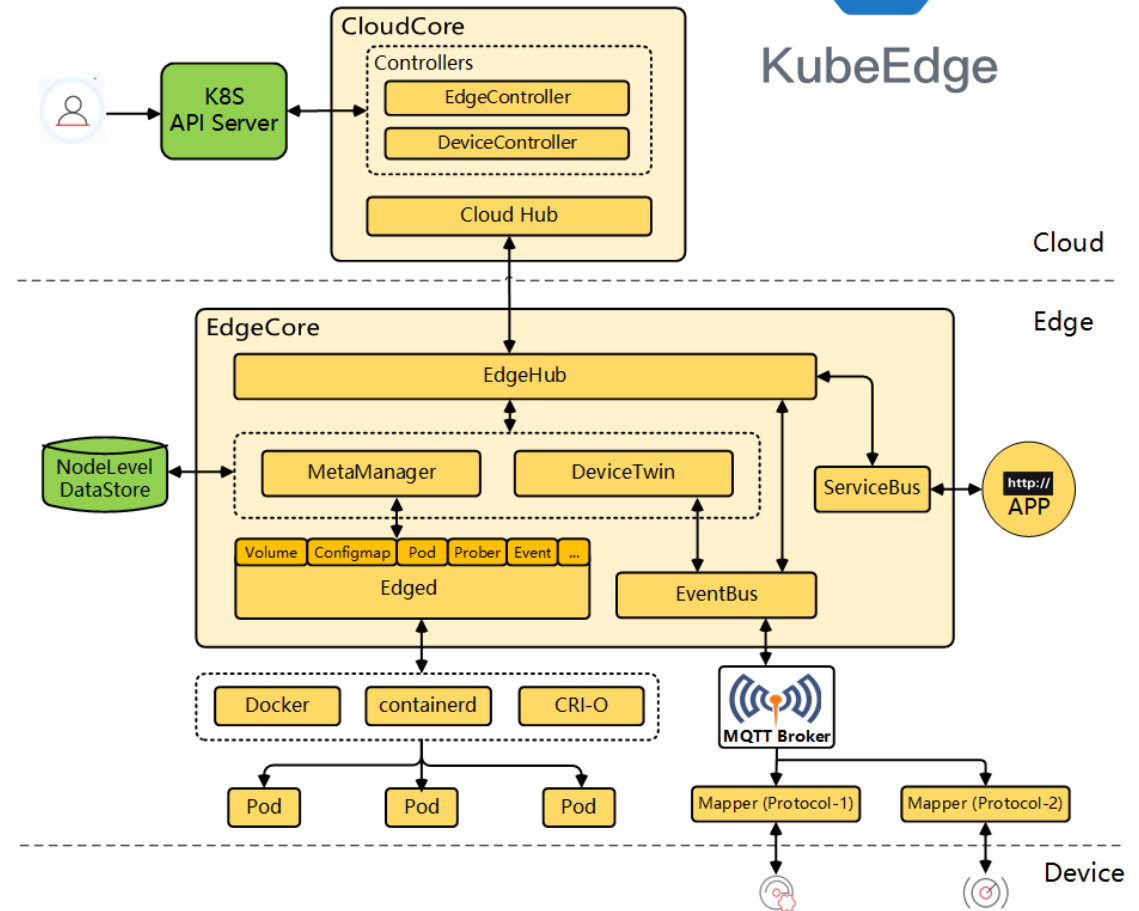 CloudCore
KubeEdge
Controllers
EdgeController
K8S
API Server
DeviceController
Cloud Hub
Cloud
Edge
EdgeCore
EdgeHub
NodeLevel
DataStore
MetaManager
DeviceTwin
ServiceBus
http://
APP
Volume
Configmap
Pod
Prober
Event
...
Edged
EventBus
Docker
containerd
CRI-O
MQTT Broker
Pod
Pod
Pod
Mapper (Protocol-1)
Mapper (Protocol-2)
Device